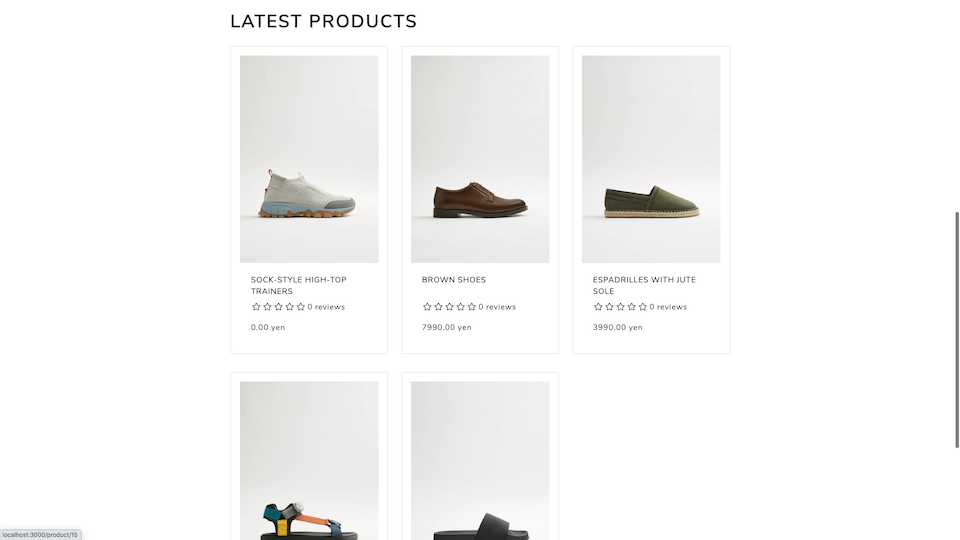 LATEST PRODUCTS
SOCK-STYLE HIGH-TOP
TRAINERS
0 reviews
0.00 yen
BROWN SHOES
0 reviews
7990.00 yen
ESPADRILLES WITH JUTE
SOLE
0 reviews
3990.00 yen
localhost:3000/product/15